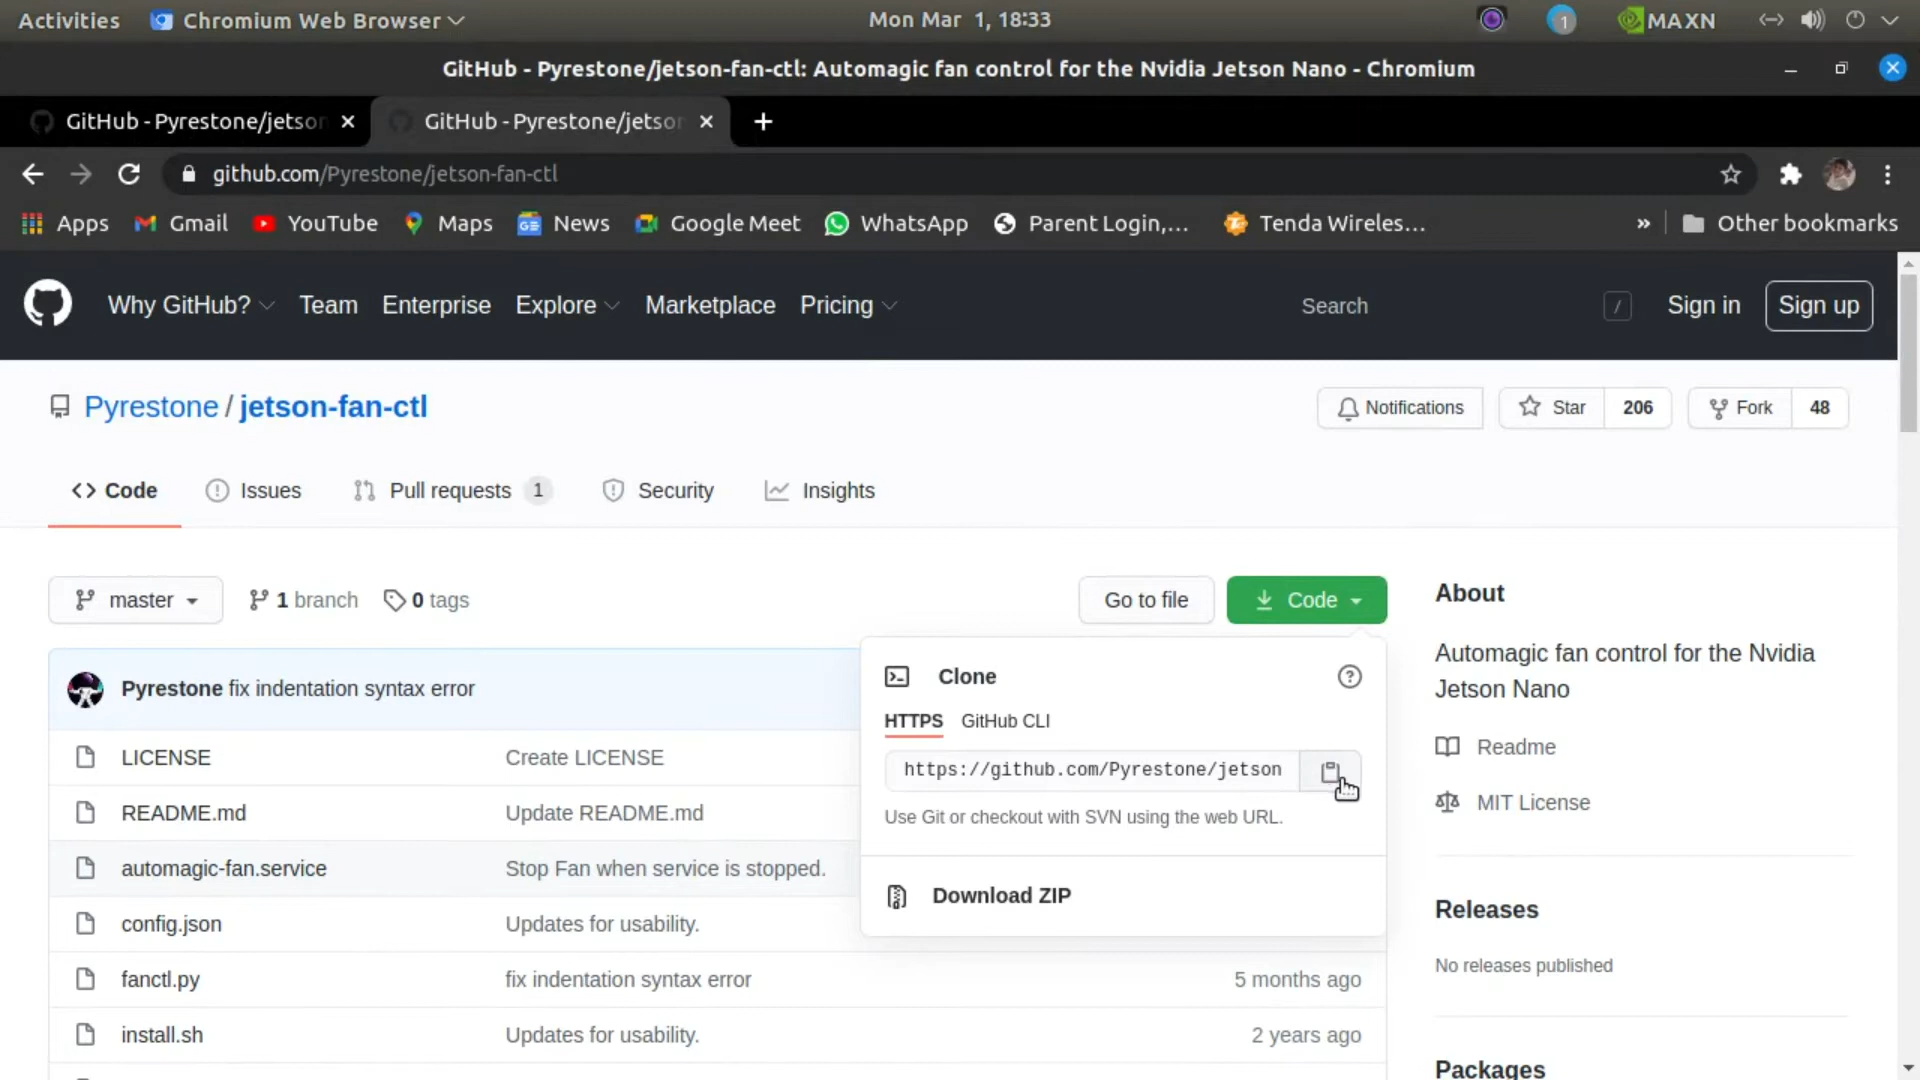 Activities Chromium Web Browser Mon Mar 1, 18:33 1 MAXN
GitHub - Pyrestone/jetson-fan-ctl: Automagic fan control for the Nvidia Jetson Nano - Chromium
GitHub - Pyrestone/jetson GitHub - Pyrestone/jetson
github.com/Pyrestone/jetson-fan-ctl
Apps Gmail YouTube Maps News Google Meet WhatsApp Parent Login,... Tenda Wireles... » Other bookmarks
Why GitHub? Team Enterprise Explore Marketplace Pricing Search / Sign in Sign up
Pyrestone / jetson-fan-ctl Notifications Star 206 Fork 48
Code Issues Pull requests 1 Security Insights
master 1 branch 0 tags Go to file Code
About
Automagic fan control for the Nvidia
Jetson Nano
Readme
MIT License
Releases
No releases published
Packages
Pyrestone fix indentation syntax error
LICENSE Create LICENSE
README.md Update README.md
automagic-fan.service Stop Fan when service is stopped.
config.json Updates for usability.
fanctl.py fix indentation syntax error 5 months ago
install.sh Updates for usability. 2 years ago
Clone
HTTPS GitHub CLI
https://github.com/Pyrestone/jetson
Use Git or checkout with SVN using the web URL.
Download ZIP